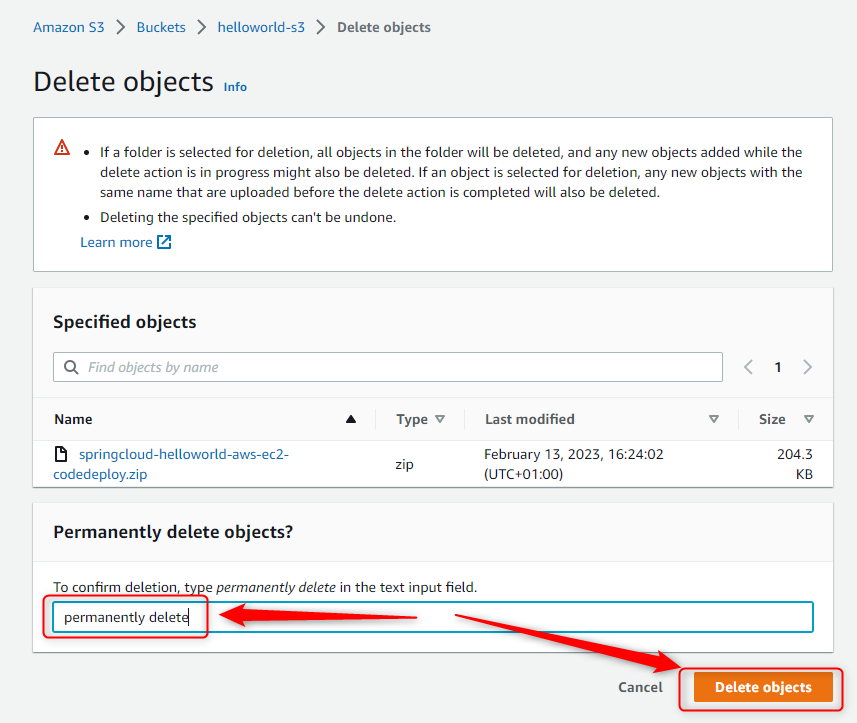 Amazon S3 > Buckets > helloworld-s3 > Delete objects
Delete objects Info
If a folder is selected for deletion, all objects in the folder will be deleted, and any new objects added while the
delete action is in progress might also be deleted. If an object is selected for deletion, any new objects with the
same name that are uploaded before the delete action is completed will also be deleted.
Deleting the specified objects can't be undone.
Learn more
Specified objects
Find objects by name
1
Name Type Last modified Size
springcloud-helloworld-aws-ec2-
codedeploy.zip
zip
February 13, 2023, 16:24:02
(UTC+01:00)
204.3
KB
Permanently delete objects?
To confirm deletion, type permanently delete in the text input field.
permanently delete
Cancel Delete objects